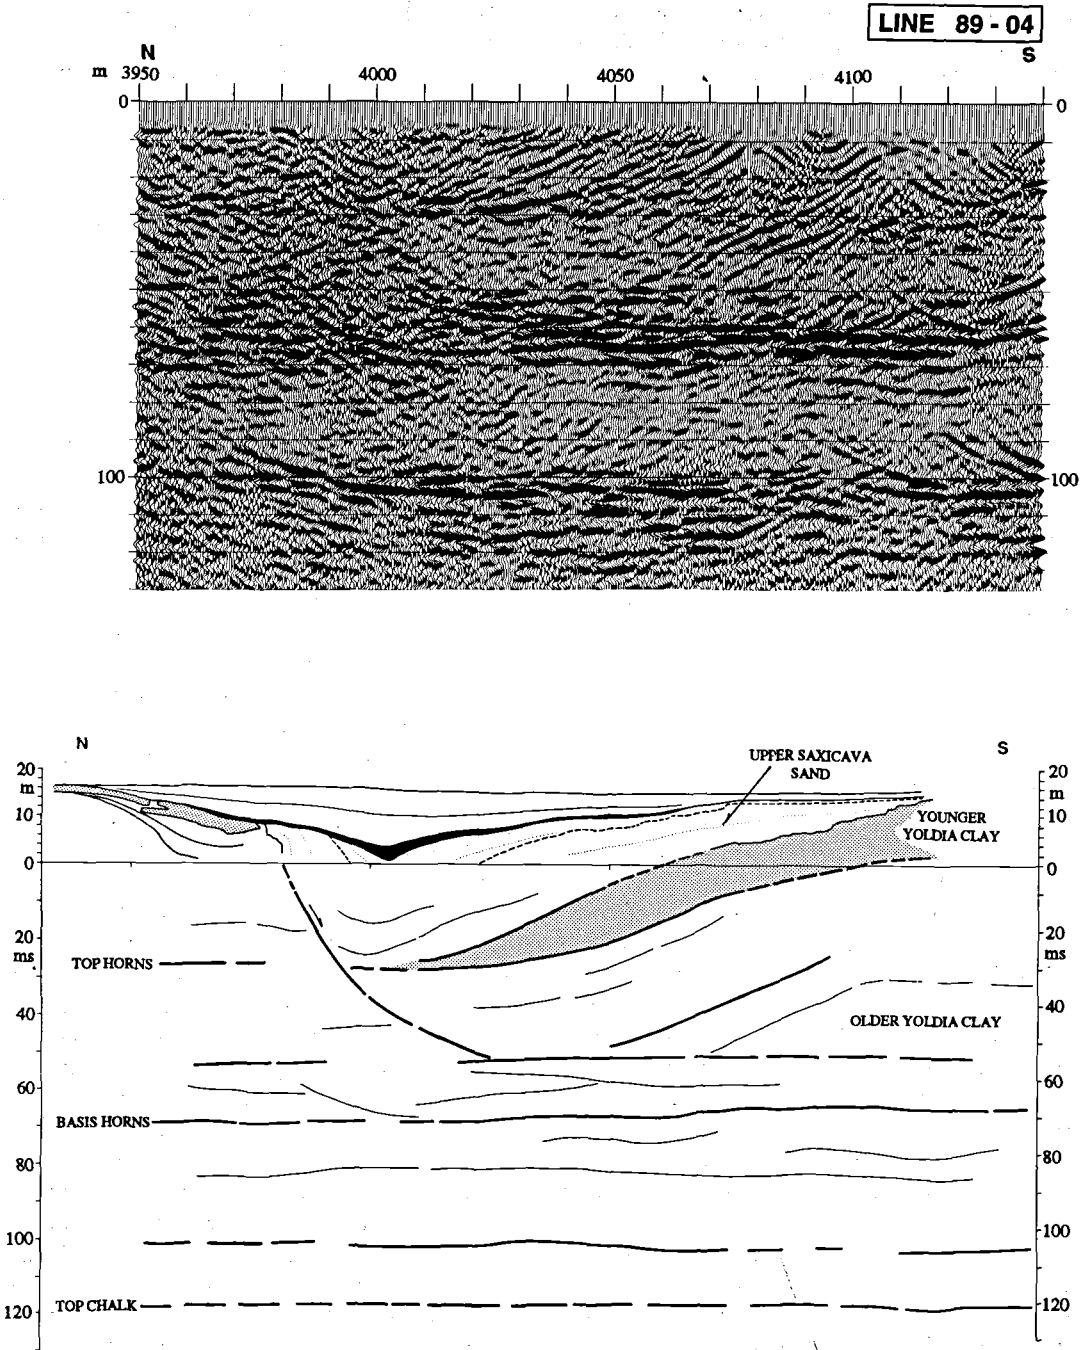 LINE 89-04
N
S
m 3950 4000 4050 4100
0 0
100 100
N
S
UPPER SAXICAVA
SAND
20 20
m m
10 10
YOUNGER
YOLDIA CLAY
0 0
20 20
ms ms
TOP HORNS
40 40
OLDER YOLDIA CLAY
60 60
BASIS HORNS
80 80
100 100
TOP CHALK
120 120